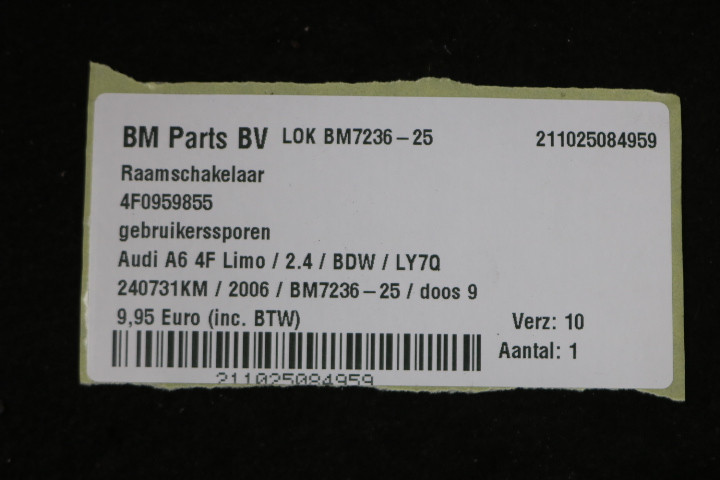 BM Parts BV LOK BM7236-25 211025084959
Raamschakelaar
4F0959855
gebruikerssporen
Audi A6 4F Limo / 2.4 / BDW / LY7Q
240731KM / 2006 / BM7236-25 / doos 9
9,95 Euro (inc. BTW) Verz: 10
Aantal: 1
211025084959